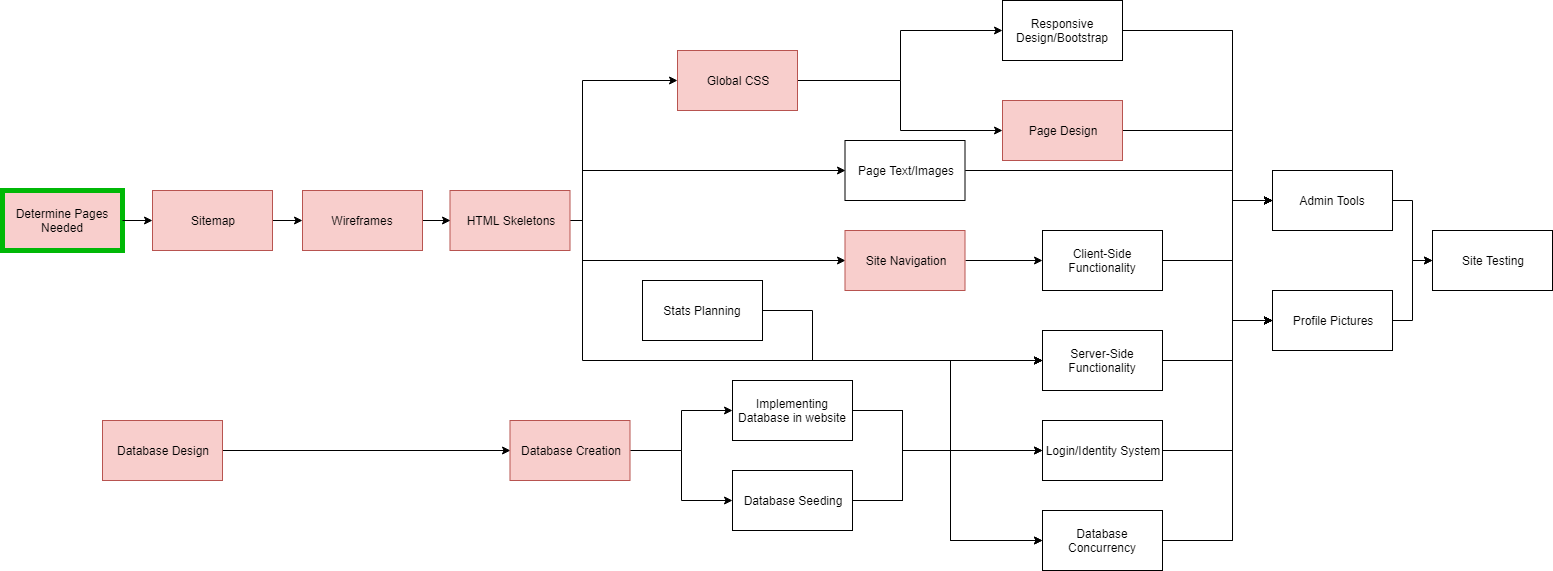 Responsive
Design/Bootstrap
Global CSS
Page Design
Page Text/Images
Determine Pages
Needed
Sitemap
Wireframes
HTML Skeletons
Admin Tools
Site Navigation
Client-Side
Functionality
Site Testing
Stats Planning
Profile Pictures
Server-Side
Functionality
Implementing
Database in website
Database Design
Database Creation
Login/Identity System
Database Seeding
Database
Concurrency